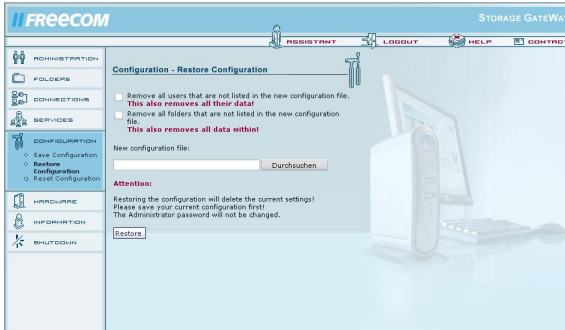 FREECOM
STORAGE GATEWA
ASSISTANT
LOGOUT
HELP
CONTAC
ADMINISTRATION
FOLDERS
CONNECTIONS
SERVICES
CONFIGURATION
Save Configuration
Restore
Configuration
Reset Configuration
HARDWARE
INFORMATION
SHUTDOWN
Configuration - Restore Configuration
Remove all users that are not listed in the new configuration file.
This also removes all their data!
Remove all folders that are not listed in the new configuration
file.
This also removes all data within!
New configuration file:
Durchsuchen
Attention:
Restoring the configuration will delete the current settings!
Please save your current configuration first!
The Administrator password will not be changed.
Restore